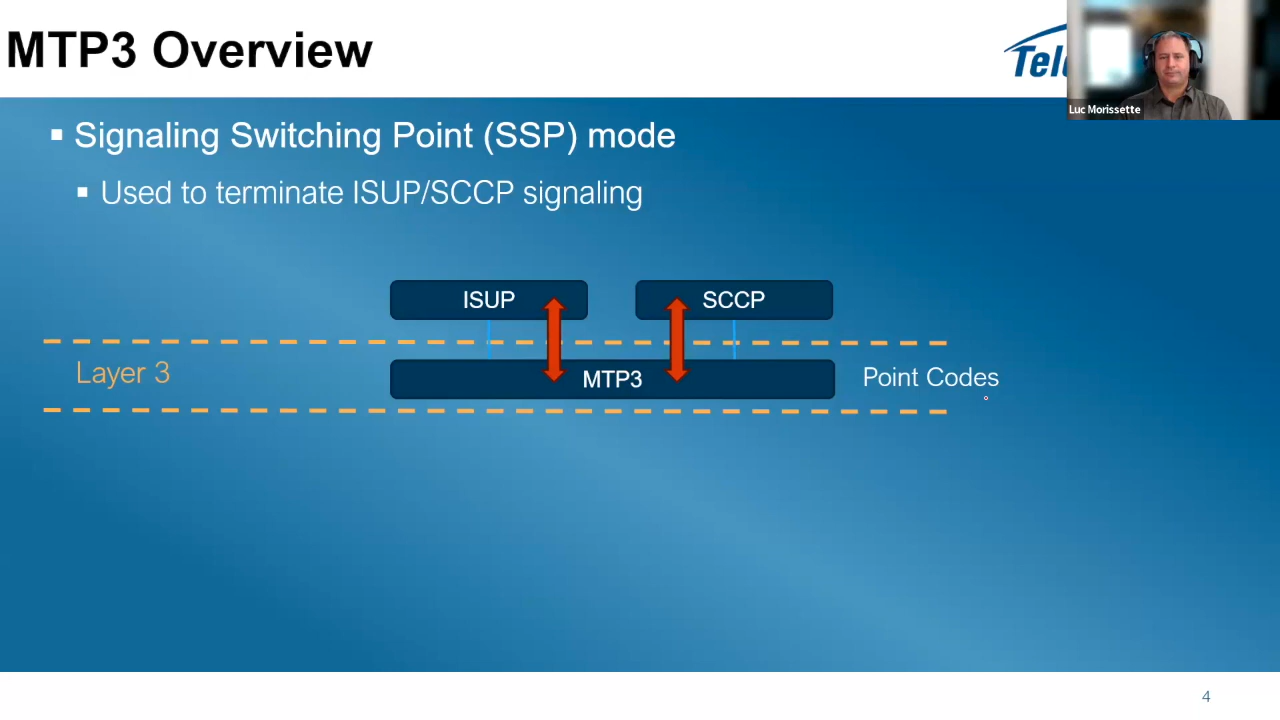 MTP3 Overview
Luc Morissette
Signaling Switching Point (SSP) mode
Used to terminate ISUP/SCCP signaling
ISUP
SCCP
Layer 3
MTP3
Point Codes
4